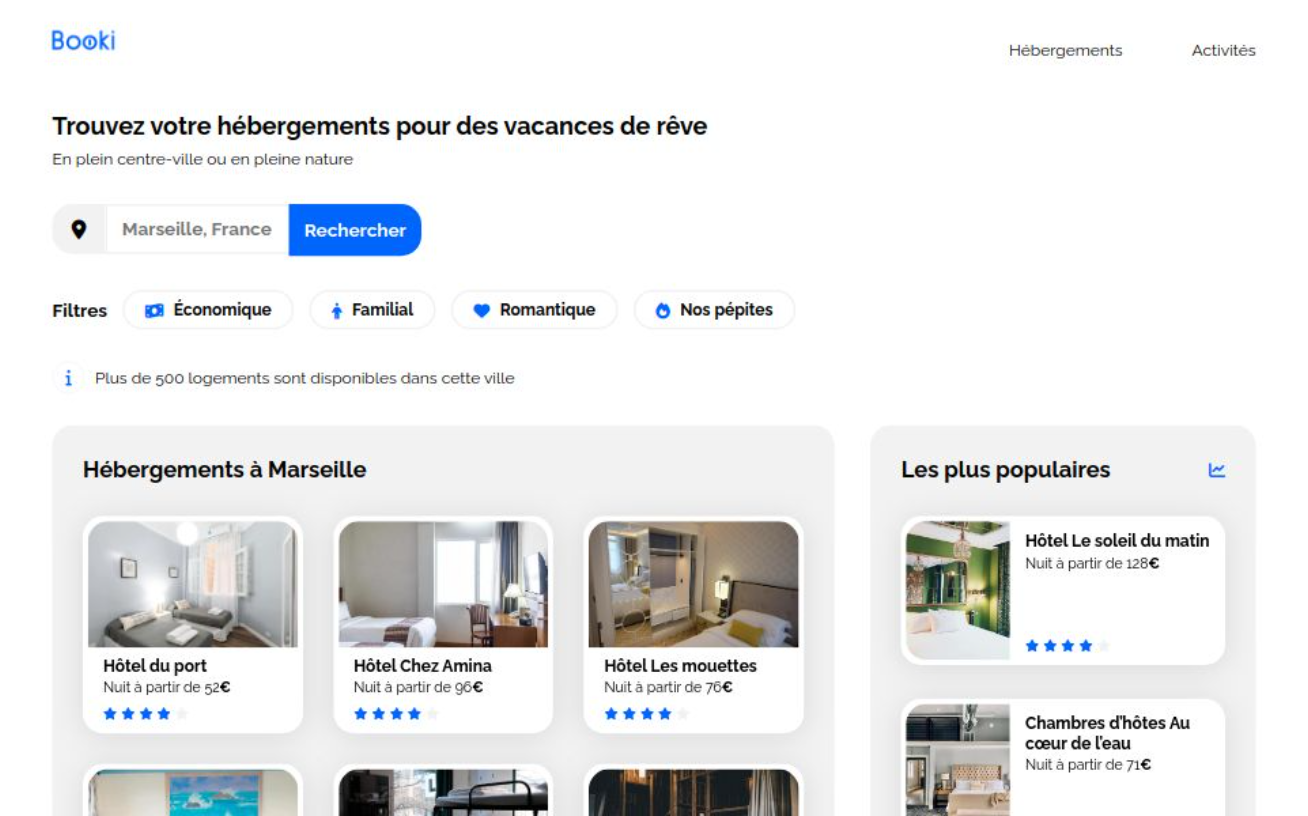 Booki
Hébergements
Activités
Trouvez votre hébergements pour des vacances de rêve
En plein centre-ville ou en pleine nature
Marseille, France
Rechercher
Filtres
Économique
Familial
Romantique
Nos pépites
Plus de 500 logements sont disponibles dans cette ville
Hébergements à Marseille
Hôtel du port
Nuit à partir de 52€
Hôtel Chez Amina
Nuit à partir de 96€
Hôtel Les mouettes
Nuit à partir de 76€
Les plus populaires
Hôtel Le soleil du matin
Nuit à partir de 128€
Chambres d'hôtes Au
cœur de l'eau
Nuit à partir de 71€